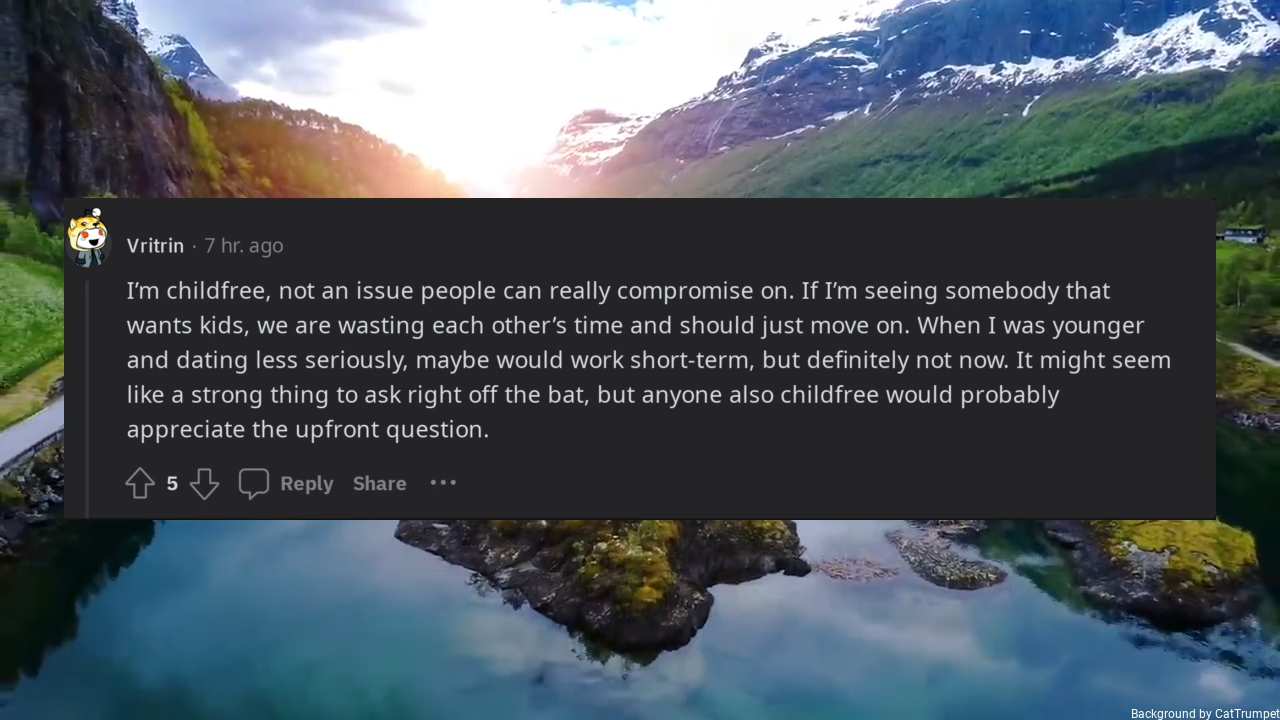 Vritrin · 7 hr. ago
I’m childfree, not an issue people can really compromise on. If I’m seeing somebody that
wants kids, we are wasting each other’s time and should just move on. When I was younger
and dating less seriously, maybe would work short-term, but definitely not now. It might seem
like a strong thing to ask right off the bat, but anyone also childfree would probably
appreciate the upfront question.
5 Reply Share •••
Background by CatTrumpet